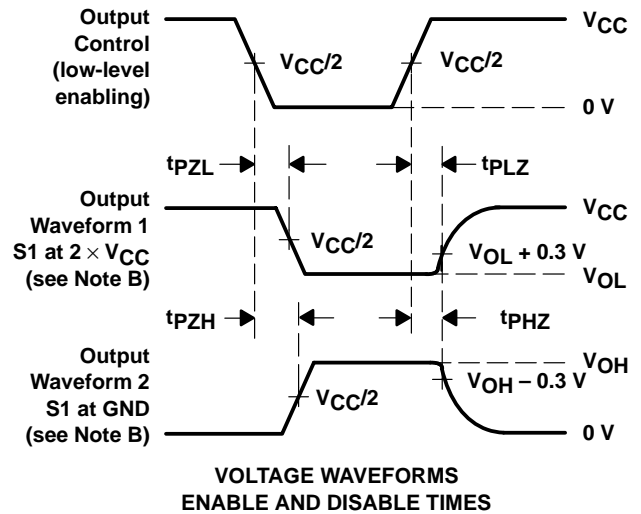 Output
Control
(low-level
enabling)
VCC
VCC/2
VCC/2
0 V
tPZL
tPLZ
Output
Waveform 1
S1 at 2 × VCC
(see Note B)
VCC
VCC/2
VOL + 0.3 V
VOL
tPZH
tPHZ
Output
Waveform 2
S1 at GND
(see Note B)
VOH
VOH − 0.3 V
VCC/2
0 V
VOLTAGE WAVEFORMS
ENABLE AND DISABLE TIMES